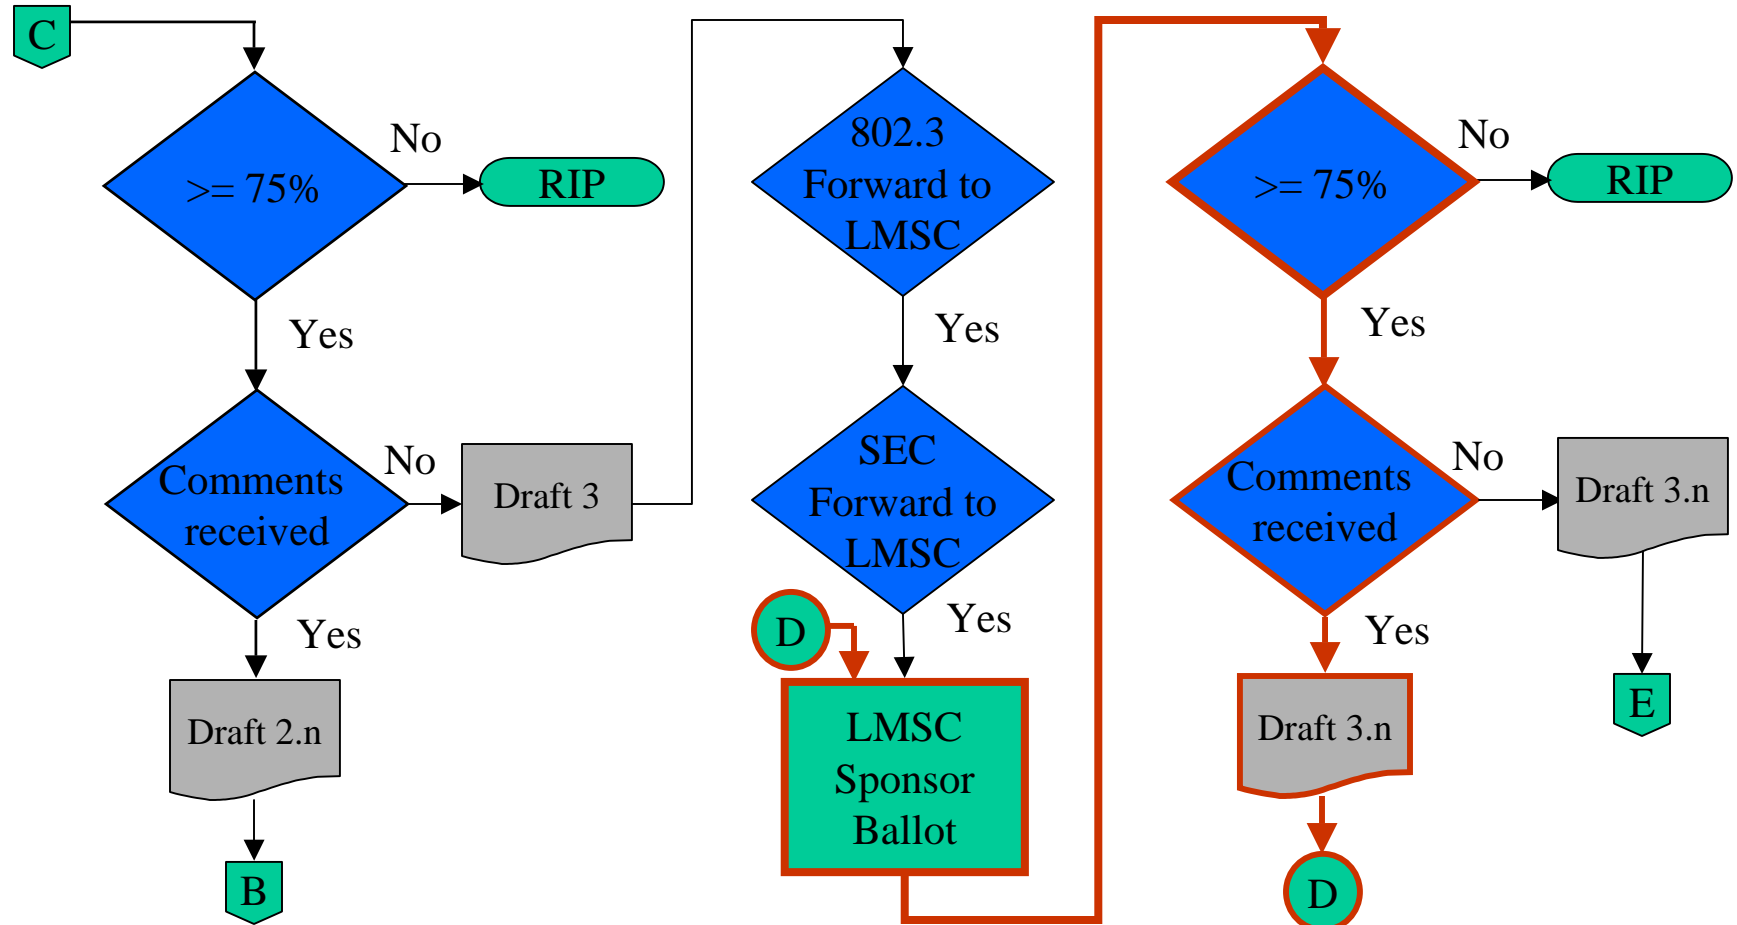 C
>= 75%
No
RIP
Yes
Comments
received
No
Draft 3
Yes
Draft 2.n
B
802.3
Forward to
LMSC
Yes
SEC
Forward to
LMSC
Yes
D
LMSC
Sponsor
Ballot
>= 75%
No
RIP
Yes
Comments
received
No
Draft 3.n
E
Yes
Draft 3.n
D